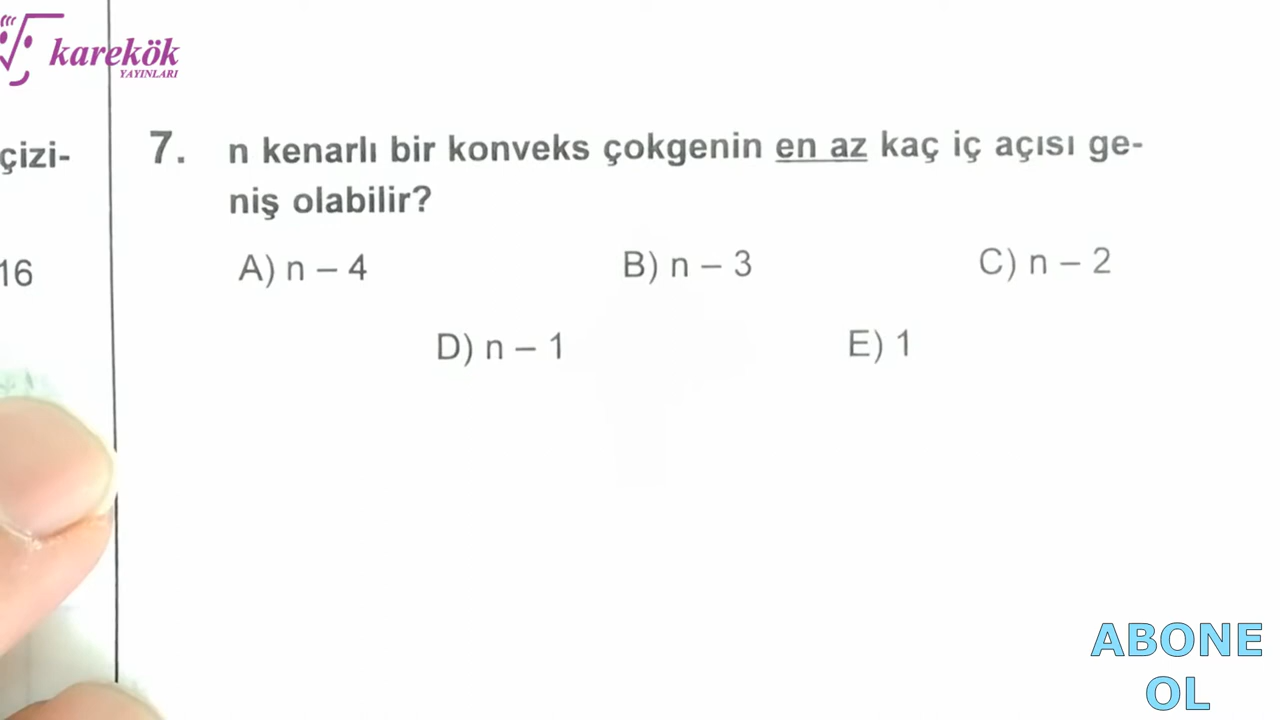 karekök
YAYINLARI
çizi-
16
7. n kenarlı bir konveks çokgenin en az kaç iç açısı ge-
niş olabilir?
A) n – 4 B) n – 3 C) n – 2
D) n – 1 E) 1
ABONE
OL